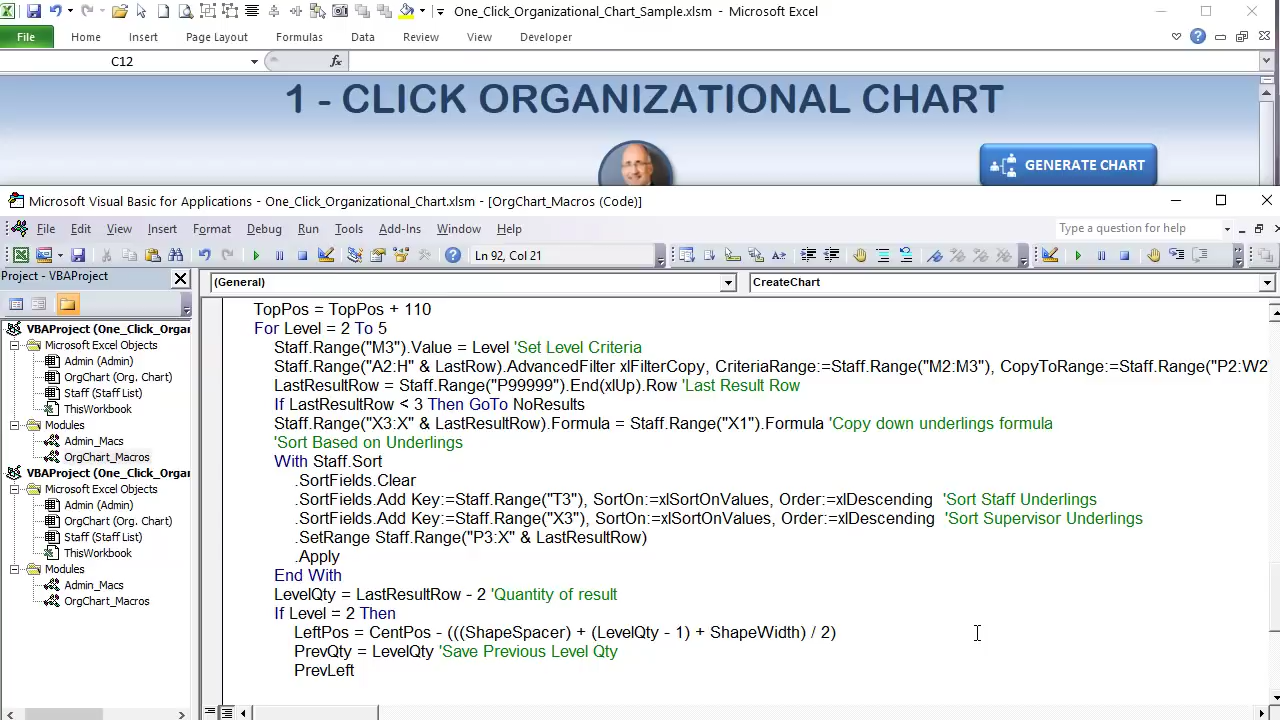 One_Click_Organizational_Chart_Sample.xlsm - Microsoft Excel
File Home Insert Page Layout Formulas Data Review View Developer
C12 fx
1 - CLICK ORGANIZATIONAL CHART
GENERATE CHART
Microsoft Visual Basic for Applications - One_Click_Organizational_Chart.xlsm - [OrgChart_Macros (Code)]
File Edit View Insert Format Debug Run Tools Add-Ins Window Help
Type a question for help
Ln 92, Col 21
Project - VBAProject
(General)
CreateChart
VBAProject (One_Click_Organ
Microsoft Excel Objects
Admin (Admin)
OrgChart (Org. Chart)
Staff (Staff List)
ThisWorkbook
Modules
Admin_Macs
OrgChart_Macros
VBAProject (One_Click_Organ
Microsoft Excel Objects
Admin (Admin)
OrgChart (Org. Chart)
Staff (Staff List)
ThisWorkbook
Modules
Admin_Macs
OrgChart_Macros
TopPos = TopPos + 110
For Level = 2 To 5
Staff.Range("M3").Value = Level 'Set Level Criteria
Staff.Range("A2:H" & LastRow).AdvancedFilter xlFilterCopy, CriteriaRange:=Staff.Range("M2:M3"), CopyToRange:=Staff.Range("P2:W2
LastResultRow = Staff.Range("P99999").End(xlUp).Row 'Last Result Row
If LastResultRow < 3 Then GoTo NoResults
Staff.Range("X3:X" & LastResultRow).Formula = Staff.Range("X1").Formula 'Copy down underlings formula
'Sort Based on Underlings
With Staff.Sort
.SortFields.Clear
.SortFields.Add Key:=Staff.Range("T3"), SortOn:=xlSortOnValues, Order:=xlDescending 'Sort Staff Underlings
.SortFields.Add Key:=Staff.Range("X3"), SortOn:=xlSortOnValues, Order:=xlDescending 'Sort Supervisor Underlings
.SetRange Staff.Range("P3:X" & LastResultRow)
.Apply
End With
LevelQty = LastResultRow - 2 'Quantity of result
If Level = 2 Then
LeftPos = CentPos - (((ShapeSpacer) + (LevelQty - 1) + ShapeWidth) / 2)
PrevQty = LevelQty 'Save Previous Level Qty
PrevLeft